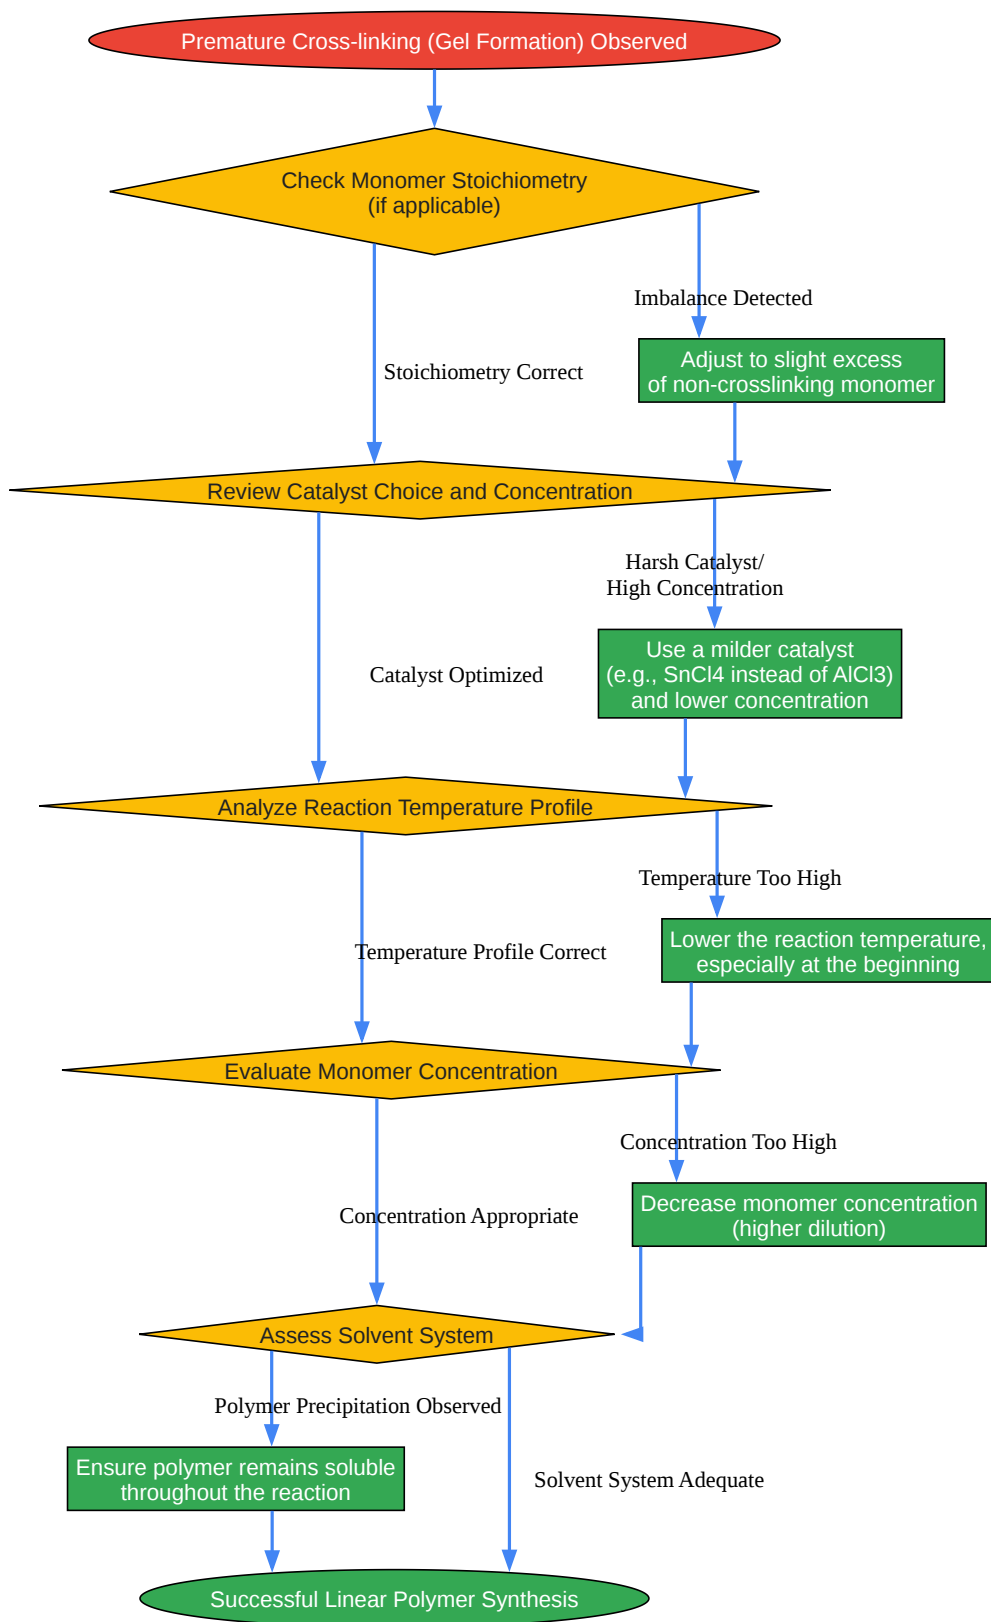 Premature Cross-linking (Gel Formation) Observed
Check Monomer Stoichiometry
(if applicable)
Imbalance Detected
Adjust to slight excess
of non-crosslinking monomer
Stoichiometry Correct
Review Catalyst Choice and Concentration
Harsh Catalyst/
High Concentration
Use a milder catalyst
(e.g., SnCl4 instead of AlCl3)
and lower concentration
Catalyst Optimized
Analyze Reaction Temperature Profile
Temperature Too High
Lower the reaction temperature,
especially at the beginning
Temperature Profile Correct
Evaluate Monomer Concentration
Concentration Too High
Decrease monomer concentration
(higher dilution)
Concentration Appropriate
Assess Solvent System
Polymer Precipitation Observed
Ensure polymer remains soluble
throughout the reaction
Solvent System Adequate
Successful Linear Polymer Synthesis